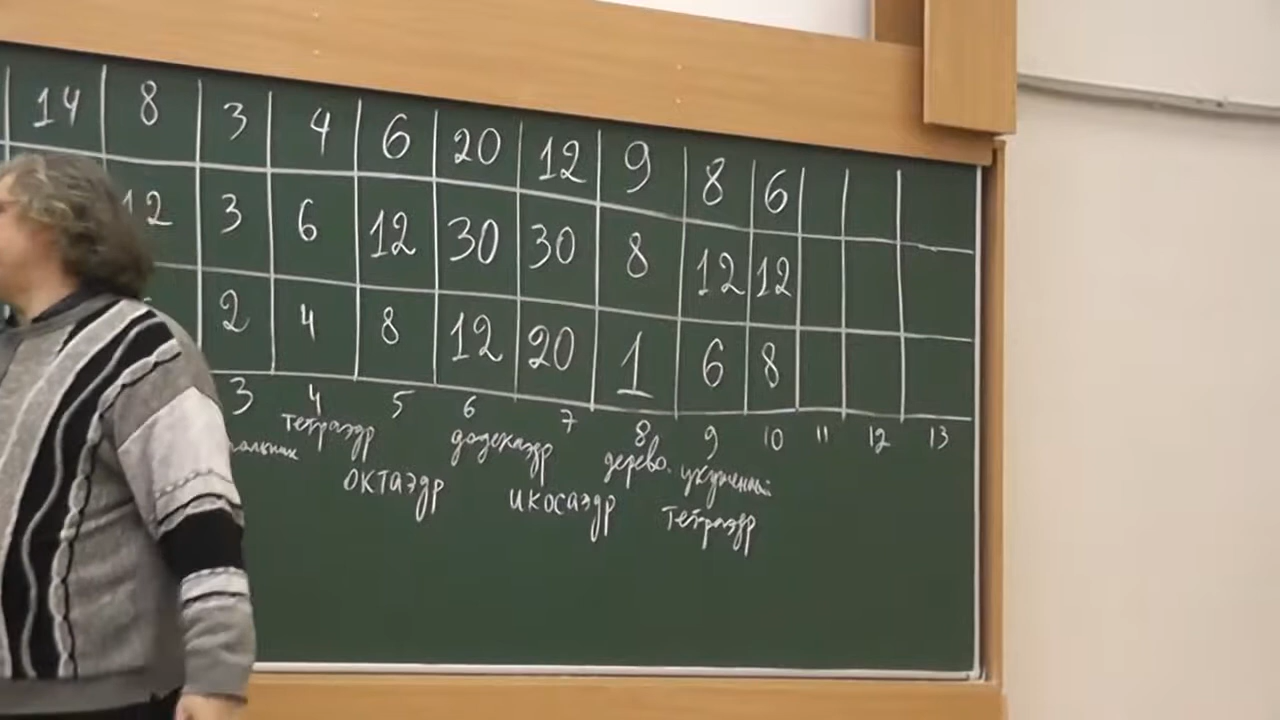 14 8 3 4 6 20 12 9 8 6
12 3 6 12 30 30 8 12 12
2 4 8 12 20 1 6 8
3 4 5 6 7 8 9 10 11 12 13
тетраэдр додекаэдр дерево
октаэдр икосаэдр тетраэдр